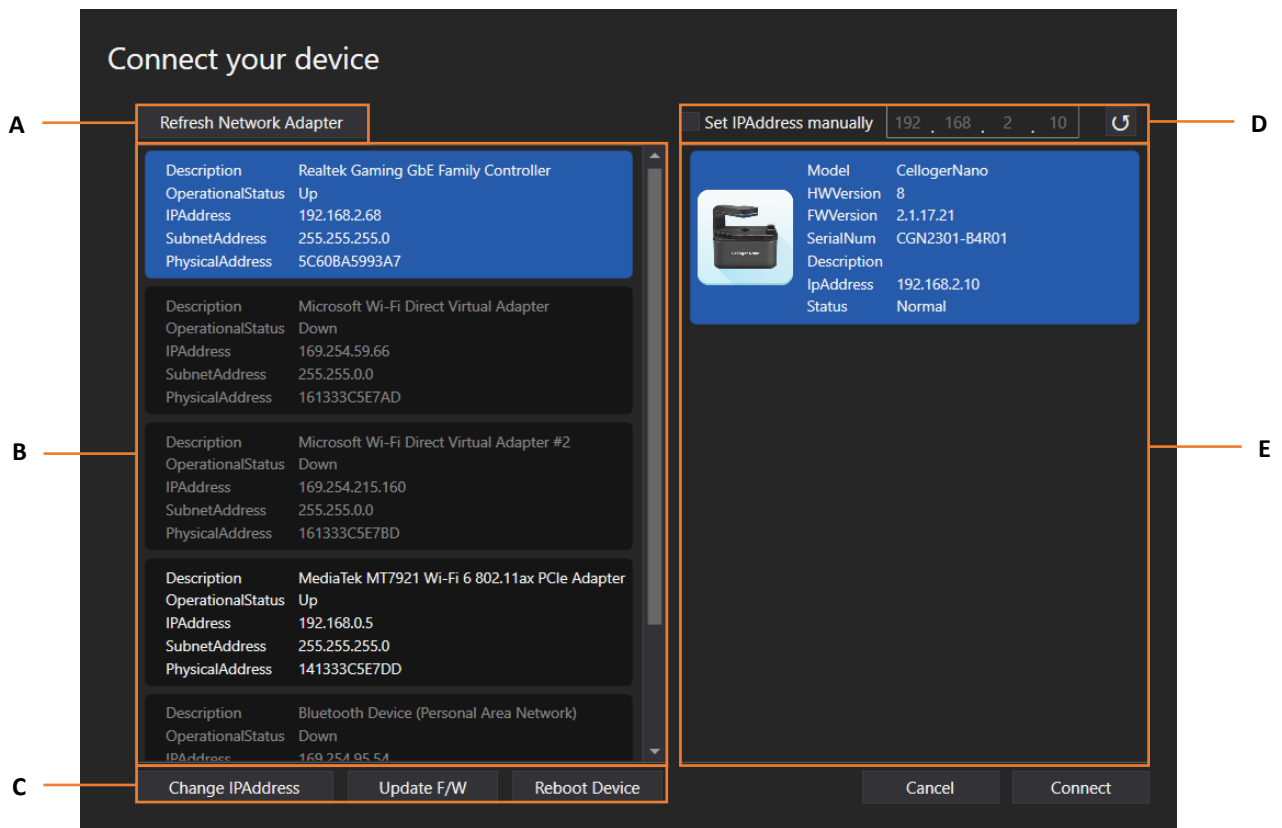 Connect your device
A
Refresh Network Adapter
Set IPAddress manually 192 . 168 . 2 . 10
D
Description Realtek Gaming GbE Family Controller
OperationalStatus Up
IPAddress 192.168.2.68
SubnetAddress 255.255.255.0
PhysicalAddress 5C60BA5993A7
Description Microsoft Wi-Fi Direct Virtual Adapter
OperationalStatus Down
IPAddress 169.254.59.66
SubnetAddress 255.255.0.0
PhysicalAddress 161333C5E7AD
B
Description Microsoft Wi-Fi Direct Virtual Adapter #2
OperationalStatus Down
IPAddress 169.254.215.160
SubnetAddress 255.255.0.0
PhysicalAddress 161333C5E7BD
Description MediaTek MT7921 Wi-Fi 6 802.11ax PCIe Adapter
OperationalStatus Up
IPAddress 192.168.0.5
SubnetAddress 255.255.255.0
PhysicalAddress 141333C5E7DD
Description Bluetooth Device (Personal Area Network)
OperationalStatus Down
IPAddress 169.254.95.54
Model CellogerNano
HWVersion 8
FWVersion 2.1.17.21
SerialNum CGN2301-B4R01
Description
IpAddress 192.168.2.10
Status Normal
Celloger Nano
E
C
Change IPAddress
Update F/W
Reboot Device
Cancel
Connect